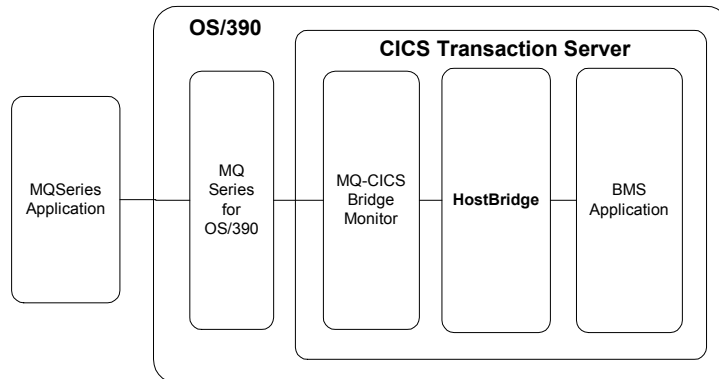 OS/390
CICS Transaction Server
MQSeries
Application
MQ
Series
for
OS/390
MQ-CICS
Bridge
Monitor
HostBridge
BMS
Application